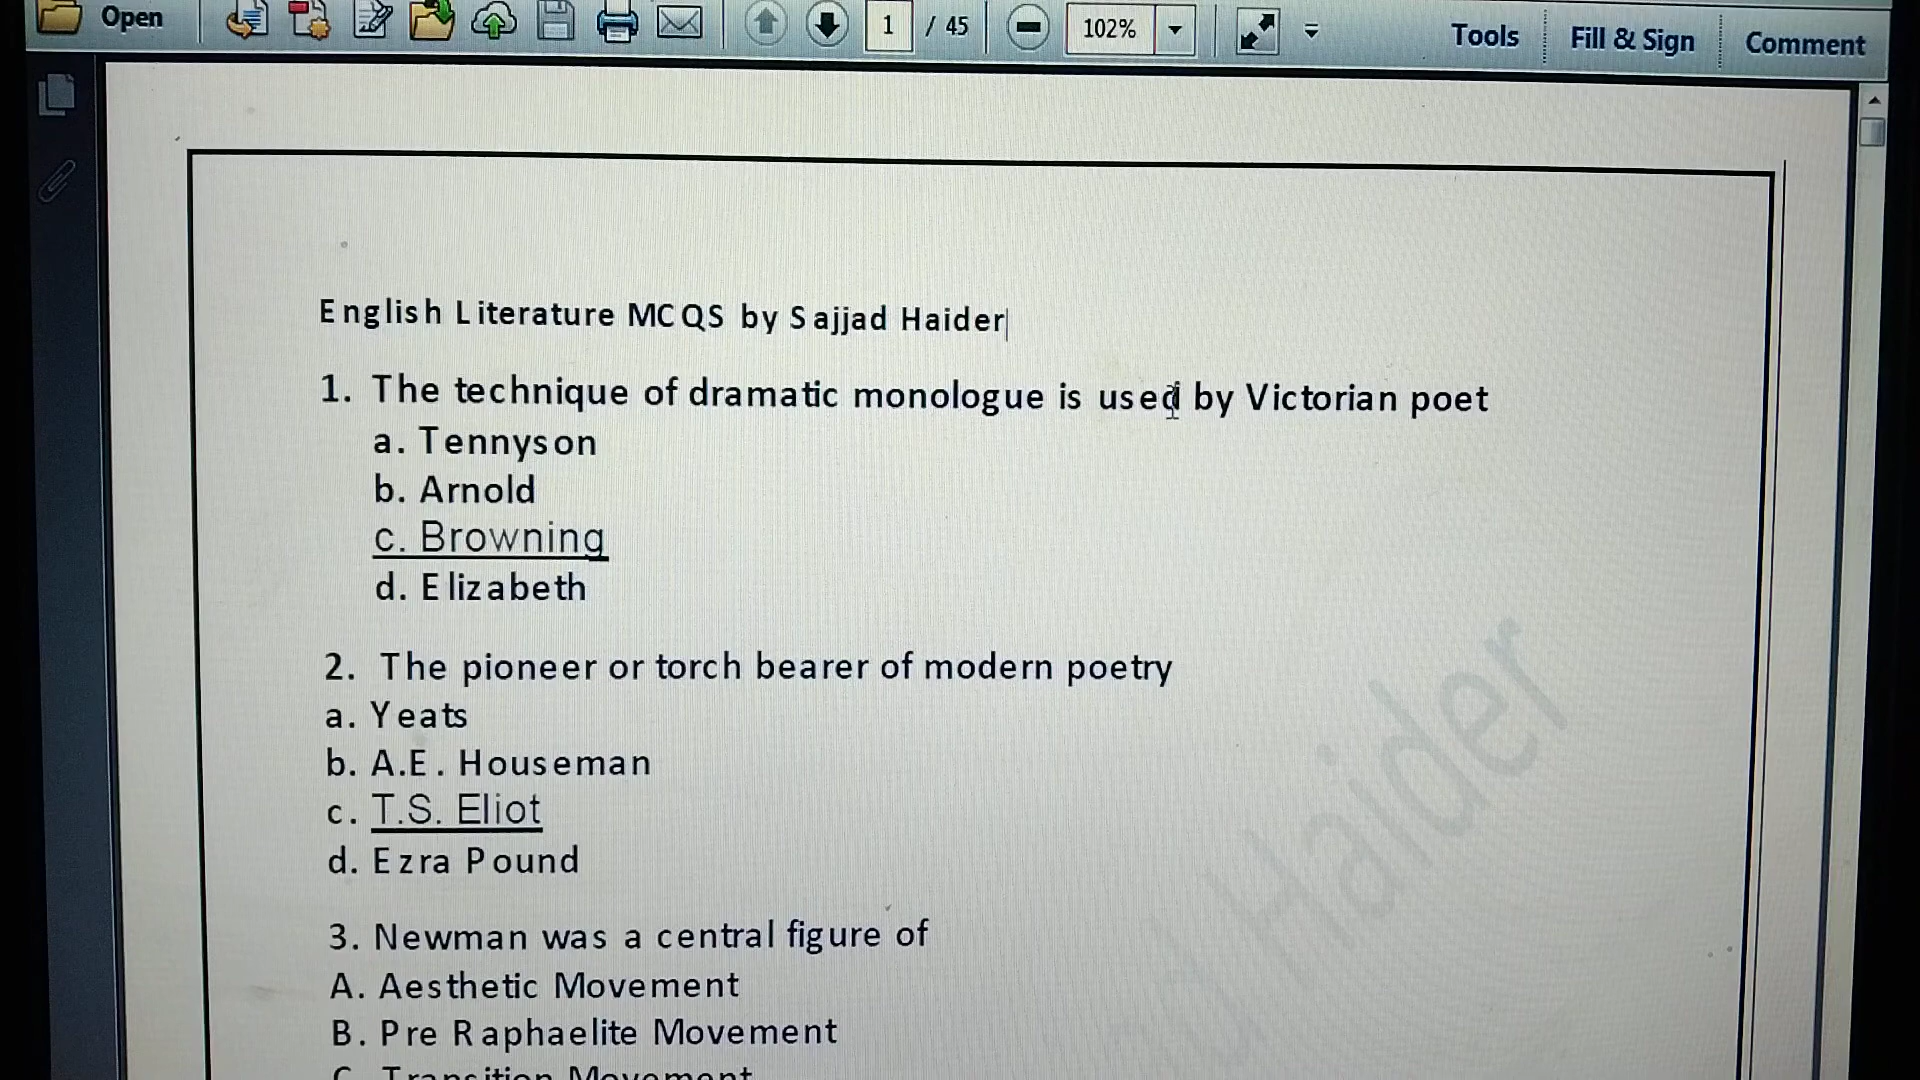 Open
1 / 45
102%
Tools
Fill & Sign
Comment
English Literature MCQS by Sajjad Haider
1. The technique of dramatic monologue is used by Victorian poet
a. Tennyson
b. Arnold
c. Browning
d. Elizabeth
2. The pioneer or torch bearer of modern poetry
a. Yeats
b. A.E. Houseman
c. T.S. Eliot
d. Ezra Pound
3. Newman was a central figure of
A. Aesthetic Movement
B. Pre Raphaelite Movement
C. Transition Movement
d Haider